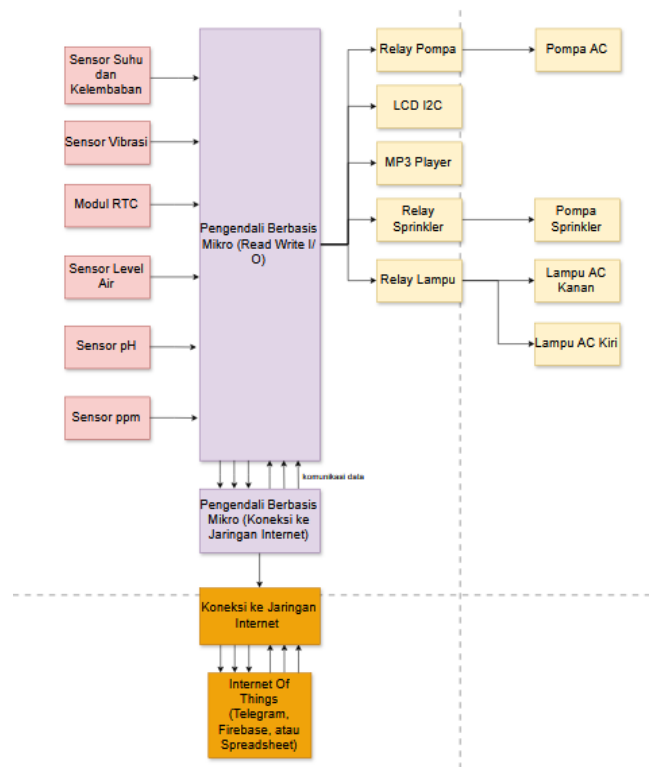 Sensor Suhu
dan
Kelembaban
Sensor Vibrasi
Modul RTC
Sensor Level
Air
Sensor pH
Sensor ppm
Pengendali Berbasis
Mikro (Read Write I/
O)
Relay Pompa
LCD I2C
MP3 Player
Relay
Sprinkler
Relay Lampu
Pompa AC
Pompa
Sprinkler
Lampu AC
Kanan
Lampu AC Kiri
komunikasi data
Pengendali Berbasis
Mikro (Koneksi ke
Jaringan Internet)
Koneksi ke Jaringan
Internet
Internet Of
Things
(Telegram,
Firebase, atau
Spreadsheet)